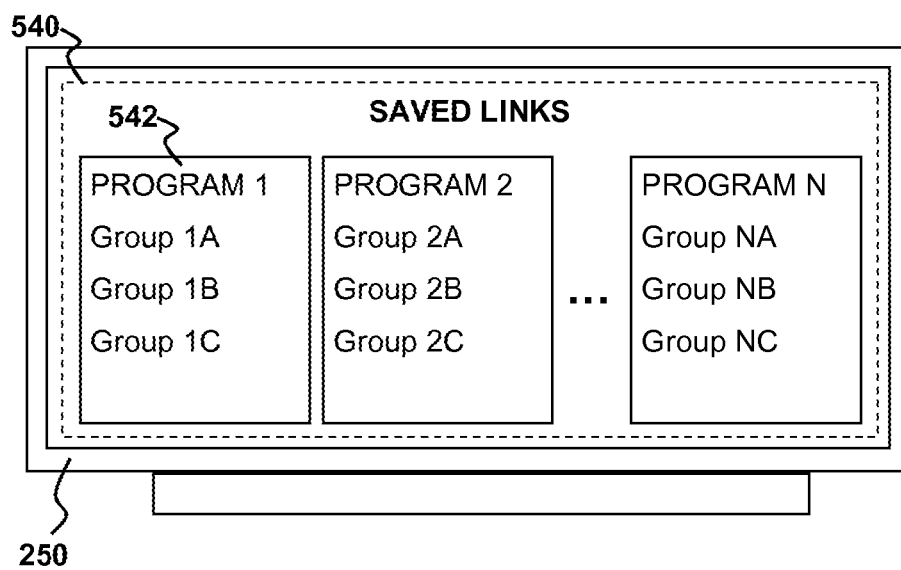 540
SAVED LINKS
542
PROGRAM 1
Group 1A
Group 1B
Group 1C
PROGRAM 2
Group 2A
Group 2B
Group 2C
...
PROGRAM N
Group NA
Group NB
Group NC
250